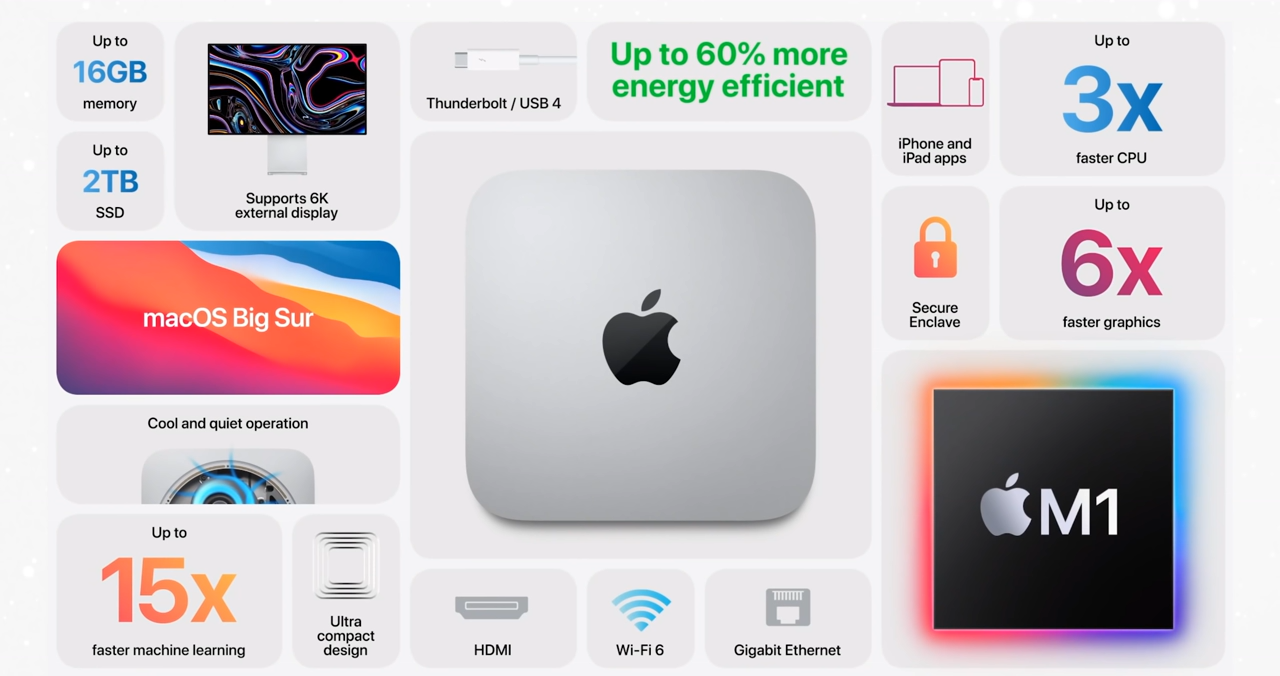 Up to
16GB
memory
Up to
2TB
SSD
Supports 6K
external display
macOS Big Sur
Cool and quiet operation
Up to
15x
faster machine learning
Ultra
compact
design
Thunderbolt / USB 4
Up to 60% more
energy efficient
HDMI
Wi-Fi 6
Gigabit Ethernet
iPhone and
iPad apps
Up to
3x
faster CPU
Secure
Enclave
Up to
6x
faster graphics
M1